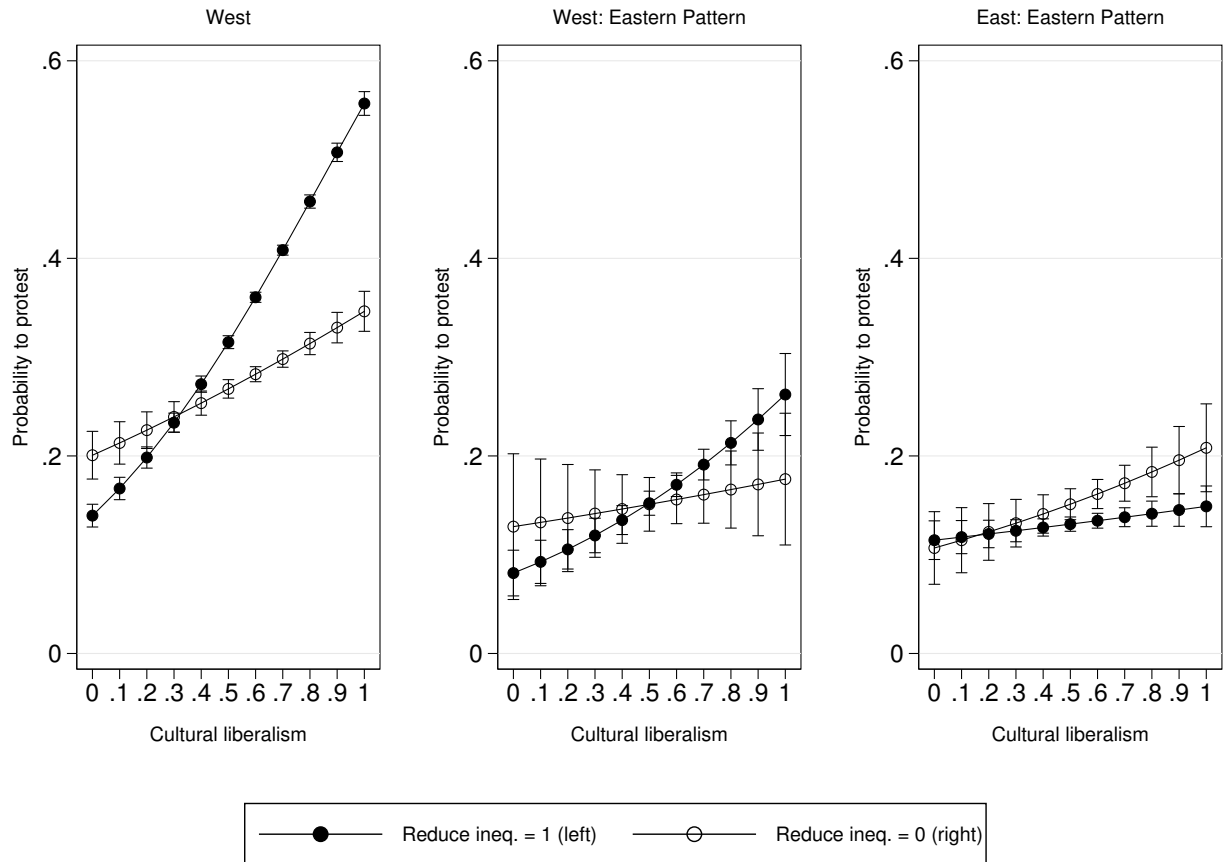 West
West: Eastern Pattern
East: Eastern Pattern
Probability to protest
.6
.4
.2
0
0 .1 .2 .3 .4 .5 .6 .7 .8 .9 1
Cultural liberalism
Probability to protest
.6
.4
.2
0
0 .1 .2 .3 .4 .5 .6 .7 .8 .9 1
Cultural liberalism
Probability to protest
.6
.4
.2
0
0 .1 .2 .3 .4 .5 .6 .7 .8 .9 1
Cultural liberalism
Reduce ineq. = 1 (left)
Reduce ineq. = 0 (right)